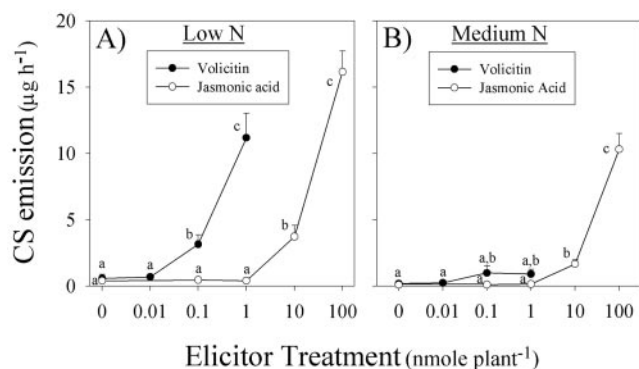 A) Low N
Volicitin
Jasmonic acid
B) Medium N
Volicitin
Jasmonic Acid
CS emission (µg h⁻¹)
20
15
10
5
0
a a b c
a a a b c
a a a,b a,b
a a b c
0 0.01 0.1 1 10 100
0 0.01 0.1 1 10 100
Elicitor Treatment (nmole plant⁻¹)